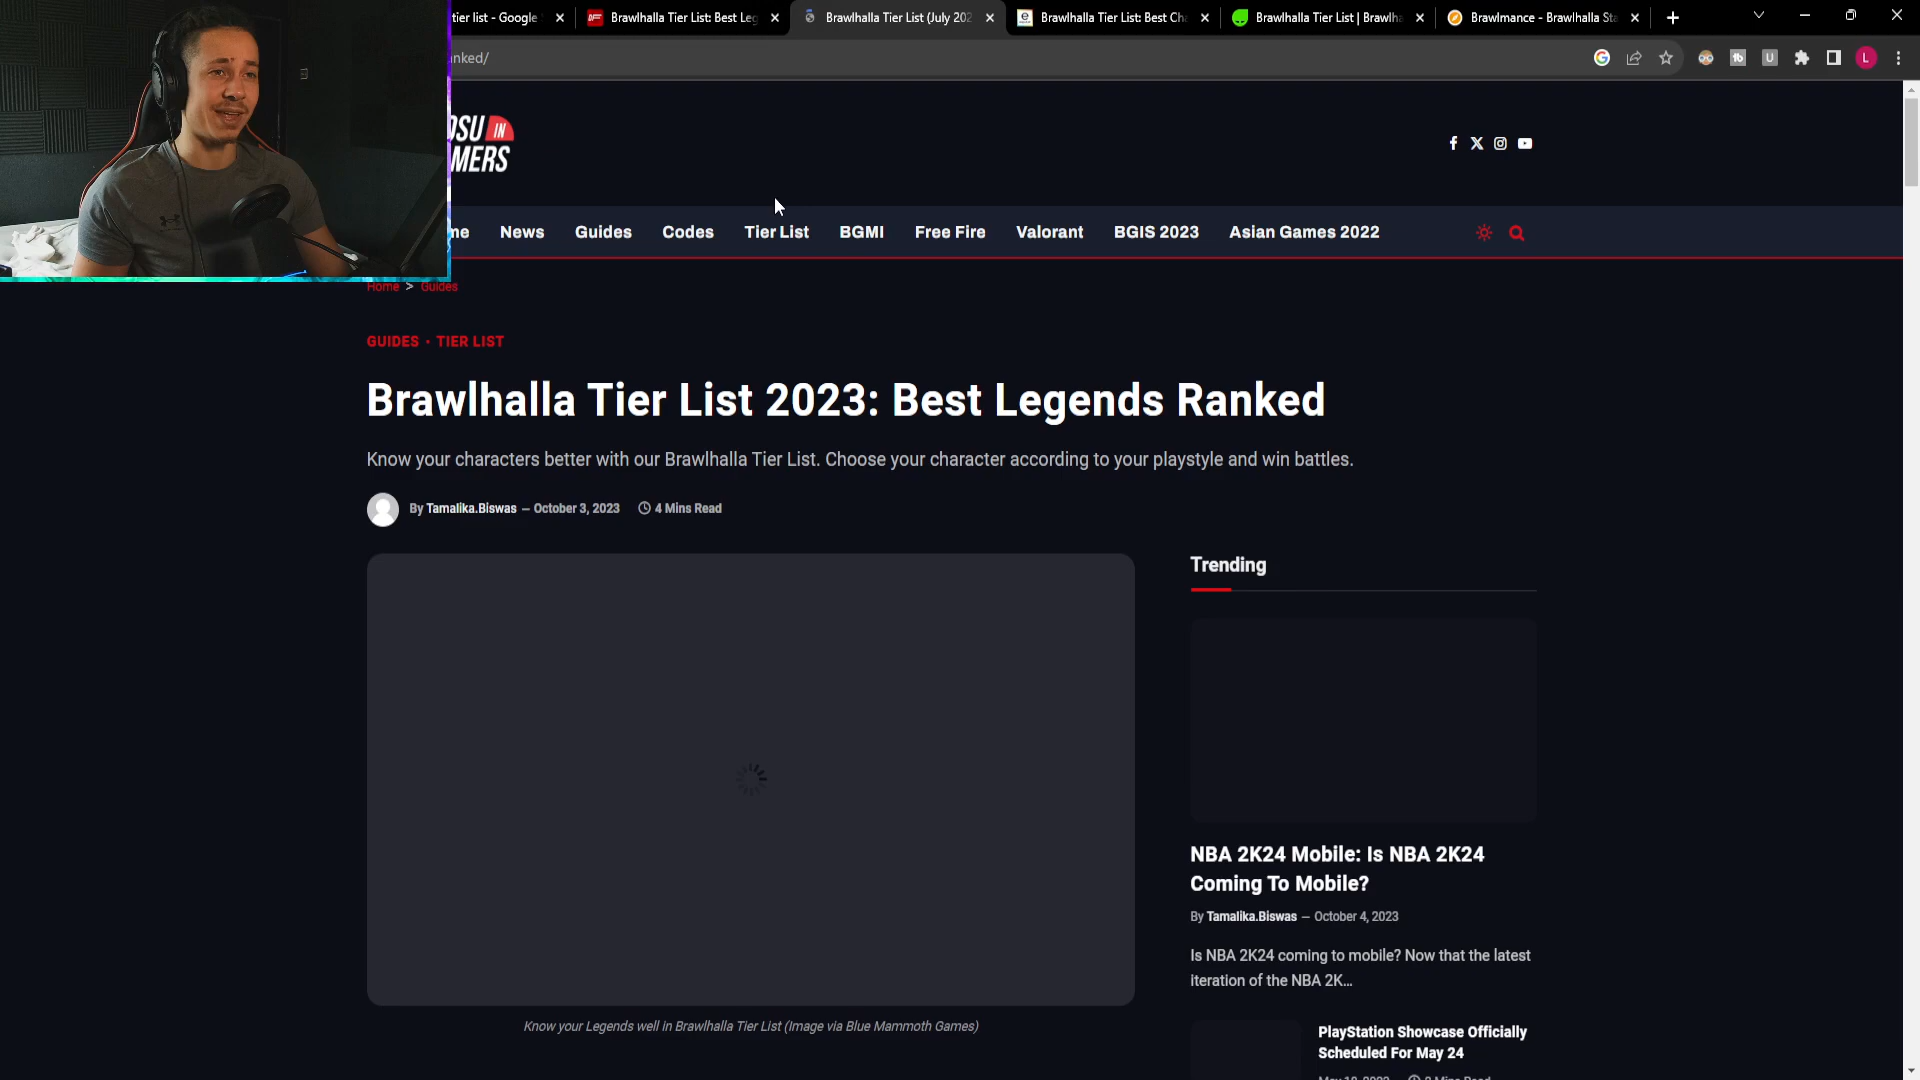 tier list - Google
Brawlhalla Tier List: Best Leg
Brawlhalla Tier List (July 202
Brawlhalla Tier List: Best Ch
Brawlhalla Tier List | Brawlha
Brawlmance - Brawlhalla Sta
anked/
L
OSU IN
MERS
me
News
Guides
Codes
Tier List
BGMI
Free Fire
Valorant
BGIS 2023
Asian Games 2022
Home > Guides
GUIDES • TIER LIST
Brawlhalla Tier List 2023: Best Legends Ranked
Know your characters better with our Brawlhalla Tier List. Choose your character according to your playstyle and win battles.
By Tamalika.Biswas — October 3, 2023 4 Mins Read
Trending
NBA 2K24 Mobile: Is NBA 2K24
Coming To Mobile?
By Tamalika.Biswas — October 4, 2023
Is NBA 2K24 coming to mobile? Now that the latest
iteration of the NBA 2K...
Know your Legends well in Brawlhalla Tier List (Image via Blue Mammoth Games)
PlayStation Showcase Officially
Scheduled For May 24